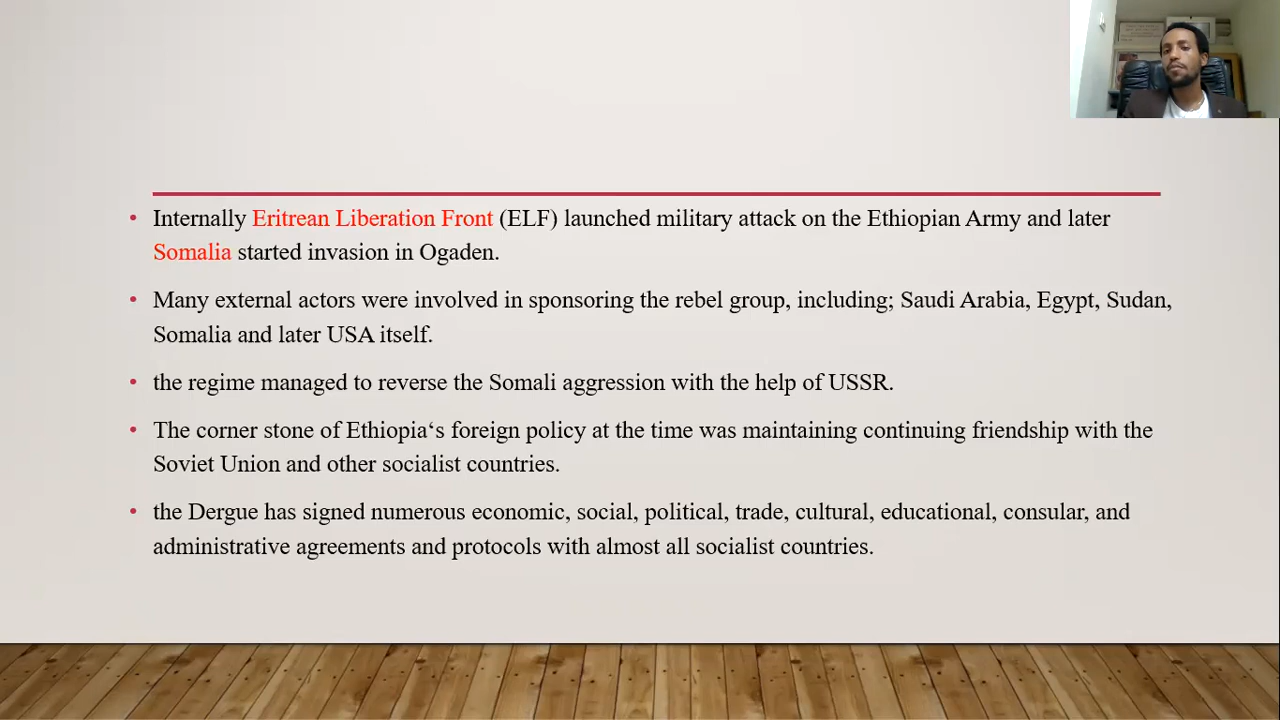 • Internally Eritrean Liberation Front (ELF) launched military attack on the Ethiopian Army and later
Somalia started invasion in Ogaden.
• Many external actors were involved in sponsoring the rebel group, including; Saudi Arabia, Egypt, Sudan,
Somalia and later USA itself.
• the regime managed to reverse the Somali aggression with the help of USSR.
• The corner stone of Ethiopia‘s foreign policy at the time was maintaining continuing friendship with the
Soviet Union and other socialist countries.
• the Dergue has signed numerous economic, social, political, trade, cultural, educational, consular, and
administrative agreements and protocols with almost all socialist countries.